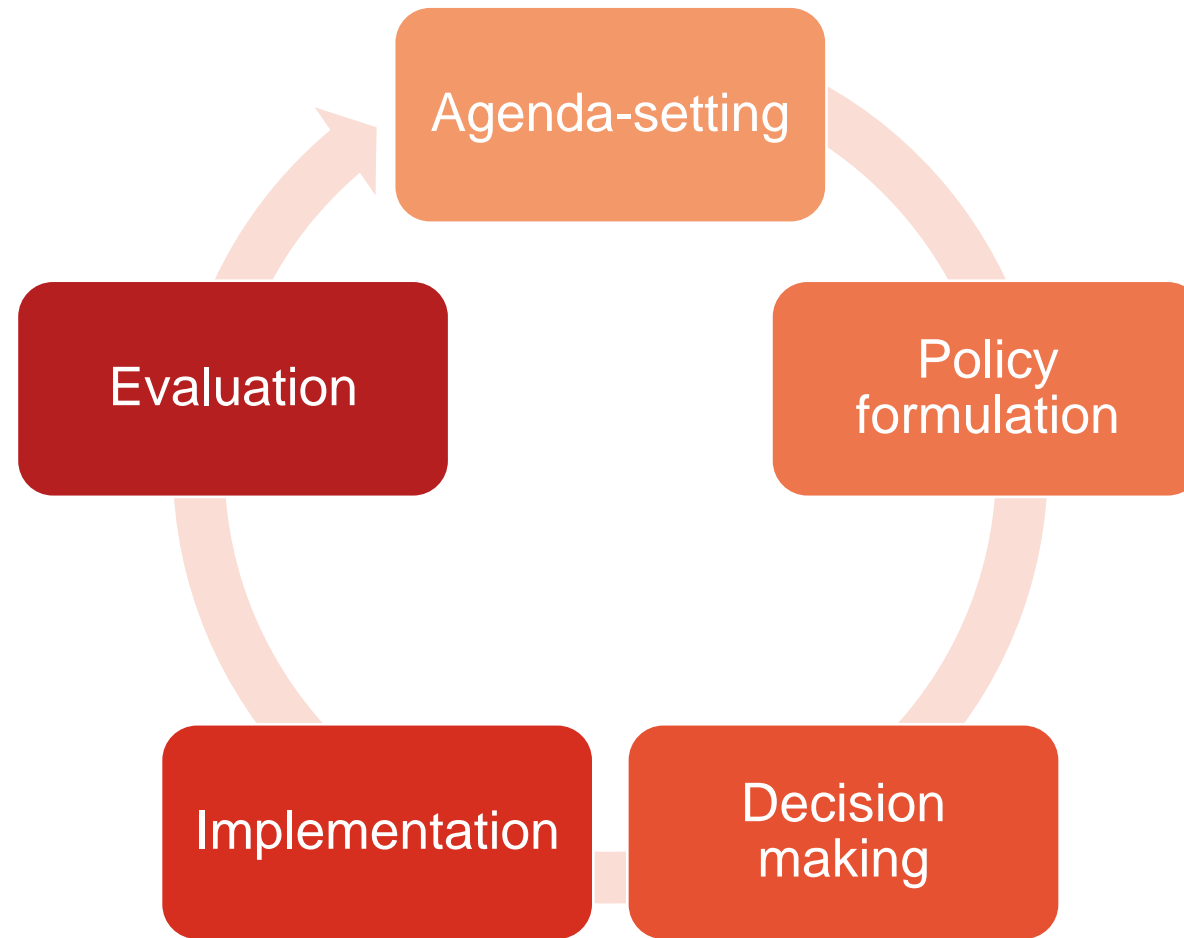 Agenda-setting
Policy
formulation
Decision
making
Implementation
Evaluation